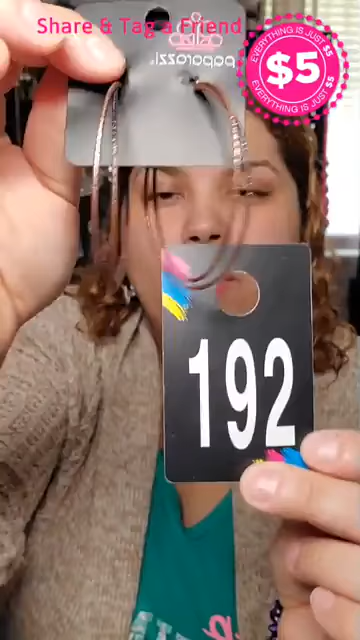 Share & Tag a Friend
EVERYTHING IS JUST $5
$5
EVERYTHING IS JUST $5
paparazzi
192